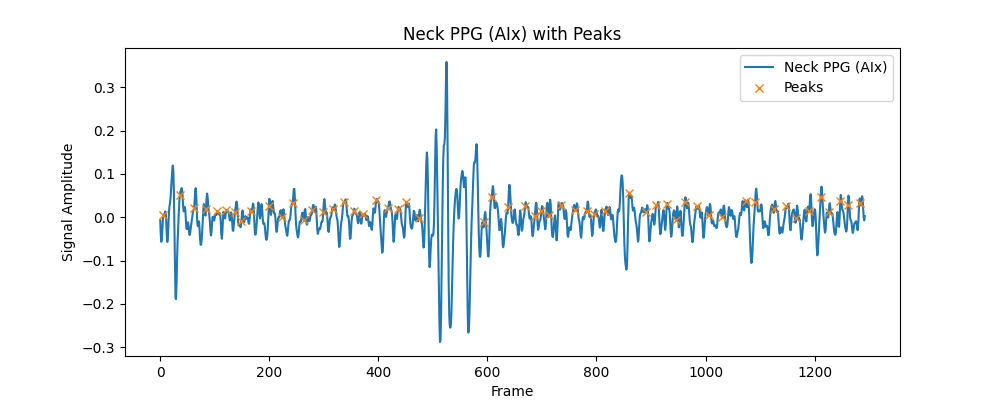 Neck PPG (AIx) with Peaks
Neck PPG (AIx)
Peaks
0.3
0.2
0.1
0.0
−0.1
−0.2
−0.3
Signal Amplitude
0 200 400 600 800 1000 1200
Frame